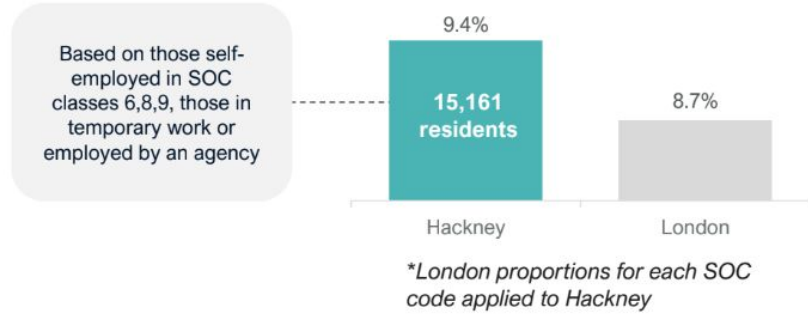 Based on those self-
employed in SOC
classes 6,8,9, those in
temporary work or
employed by an agency
9.4%
15,161
residents
8.7%
Hackney
London
*London proportions for each SOC
code applied to Hackney